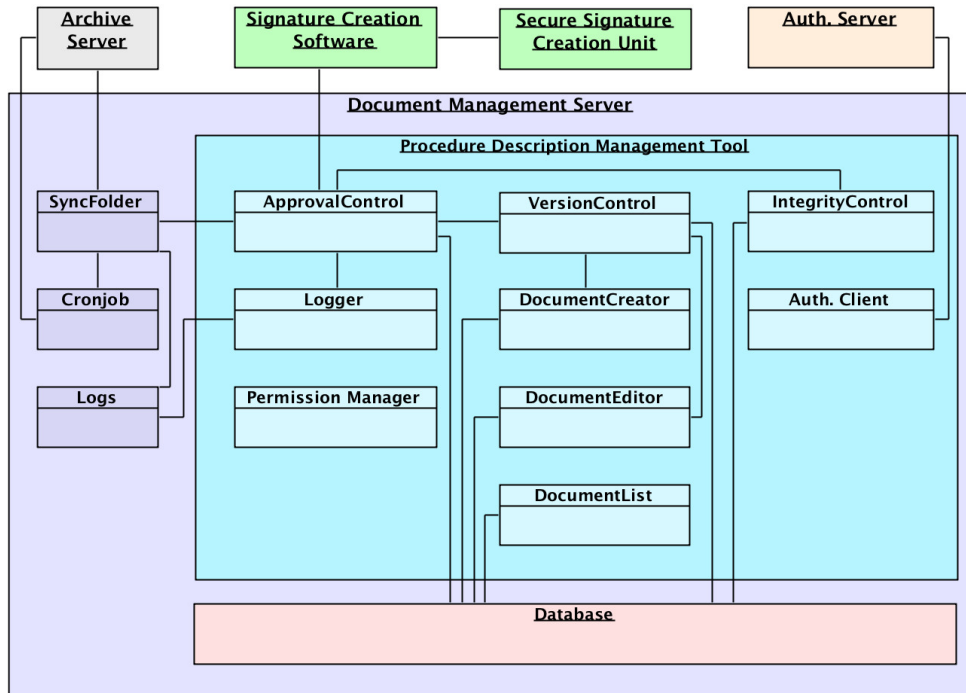 Archive
Server
Signature Creation
Software
Secure Signature
Creation Unit
Auth. Server
Document Management Server
Procedure Description Management Tool
SyncFolder
ApprovalControl
VersionControl
IntegrityControl
Cronjob
Logger
DocumentCreator
Auth. Client
Logs
Permission Manager
DocumentEditor
DocumentList
Database